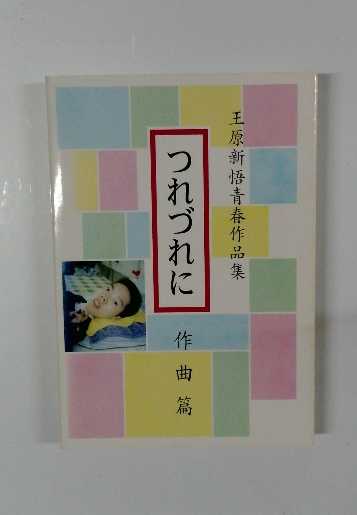 王原新悟青春作品集
つれづれに
作曲篇